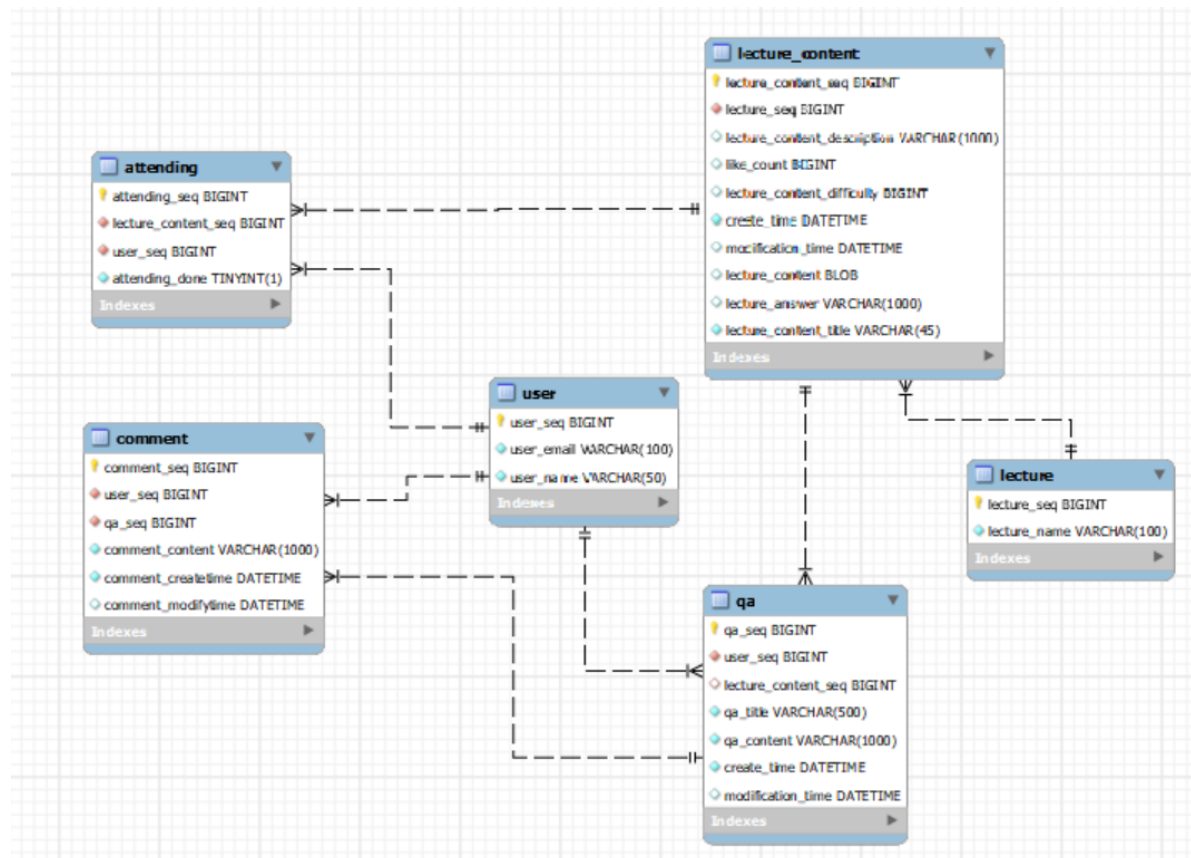 lecture_content
lecture_content_seq BIGINT
lecture_seq BIGINT
lecture_content_description VARCHAR(1000)
like_count BIGINT
lecture_content_difficulty BIGINT
create_time DATETIME
modification_time DATETIME
lecture_content BLOB
lecture_answer VARCHAR(1000)
lecture_content_title VARCHAR(45)
Indexes
attending
attending_seq BIGINT
lecture_content_seq BIGINT
user_seq BIGINT
attending_done TINYINT(1)
Indexes
user
user_seq BIGINT
user_email VARCHAR(100)
user_name VARCHAR(50)
Indexes
comment
comment_seq BIGINT
user_seq BIGINT
qa_seq BIGINT
comment_content VARCHAR(1000)
comment_createtime DATETIME
comment_modifytime DATETIME
Indexes
lecture
lecture_seq BIGINT
lecture_name VARCHAR(100)
Indexes
qa
qa_seq BIGINT
user_seq BIGINT
lecture_content_seq BIGINT
qa_title VARCHAR(500)
qa_content VARCHAR(1000)
create_time DATETIME
modification_time DATETIME
Indexes